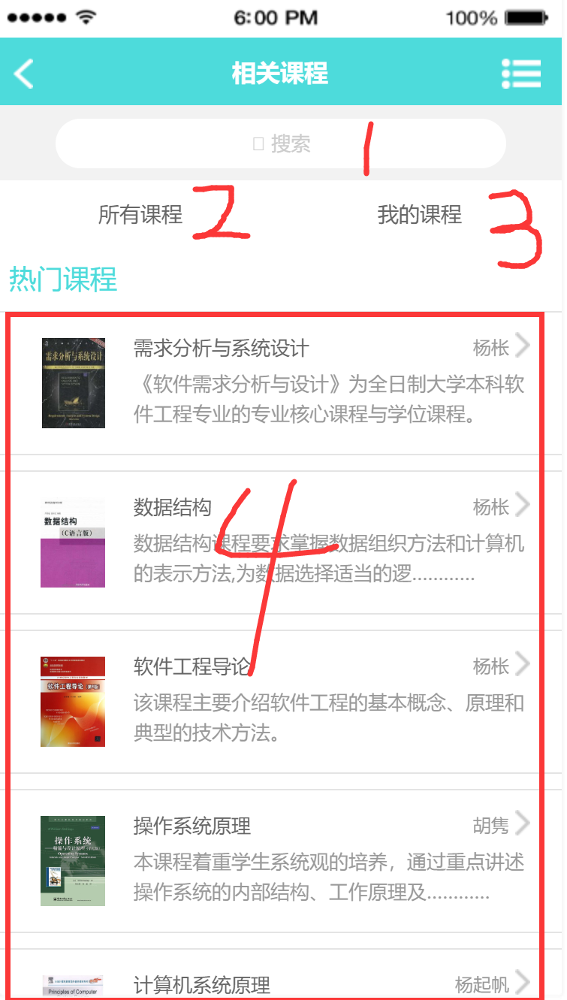 6:00 PM 100%
相关课程
搜索 1
所有课程 2 我的课程 3
热门课程
需求分析与系统设计 杨枨
需求分析与系统设计
《软件需求分析与设计》为全日制大学本科软
件工程专业的专业核心课程与学位课程。
4
数据结构 杨枨
数据结构
(C语言版)
数据结构课程要求掌握数据组织方法和计算机
的表示方法,为数据选择适当的逻............
软件工程导论 杨枨
软件工程导论
该课程主要介绍软件工程的基本概念、原理和
典型的技术方法。
操作系统原理 胡隽
操作系统
本课程着重学生系统观的培养，通过重点讲述
操作系统的内部结构、工作原理及............
计算机系统原理 杨起帆
Principles of Computer